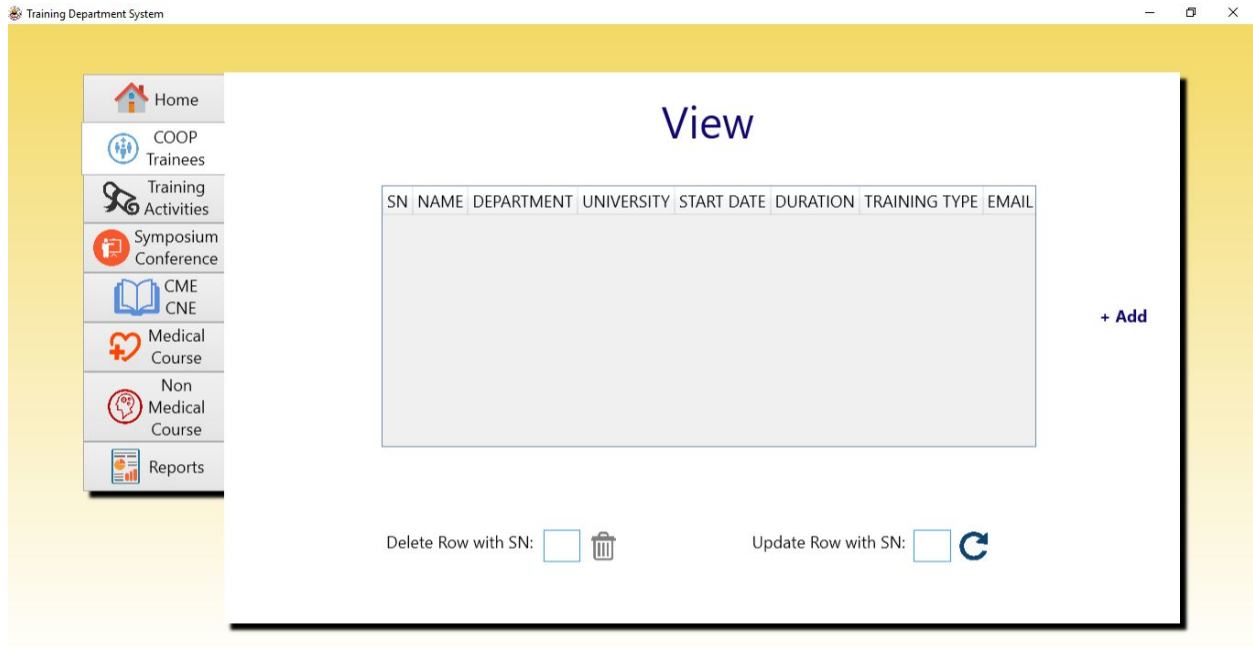 Training Department System
Home
COOP
Trainees
Training
Activities
Symposium
Conference
CME
CNE
Medical
Course
Non
Medical
Course
Reports
View
SN NAME DEPARTMENT UNIVERSITY START DATE DURATION TRAINING TYPE EMAIL
+ Add
Delete Row with SN:
Update Row with SN: